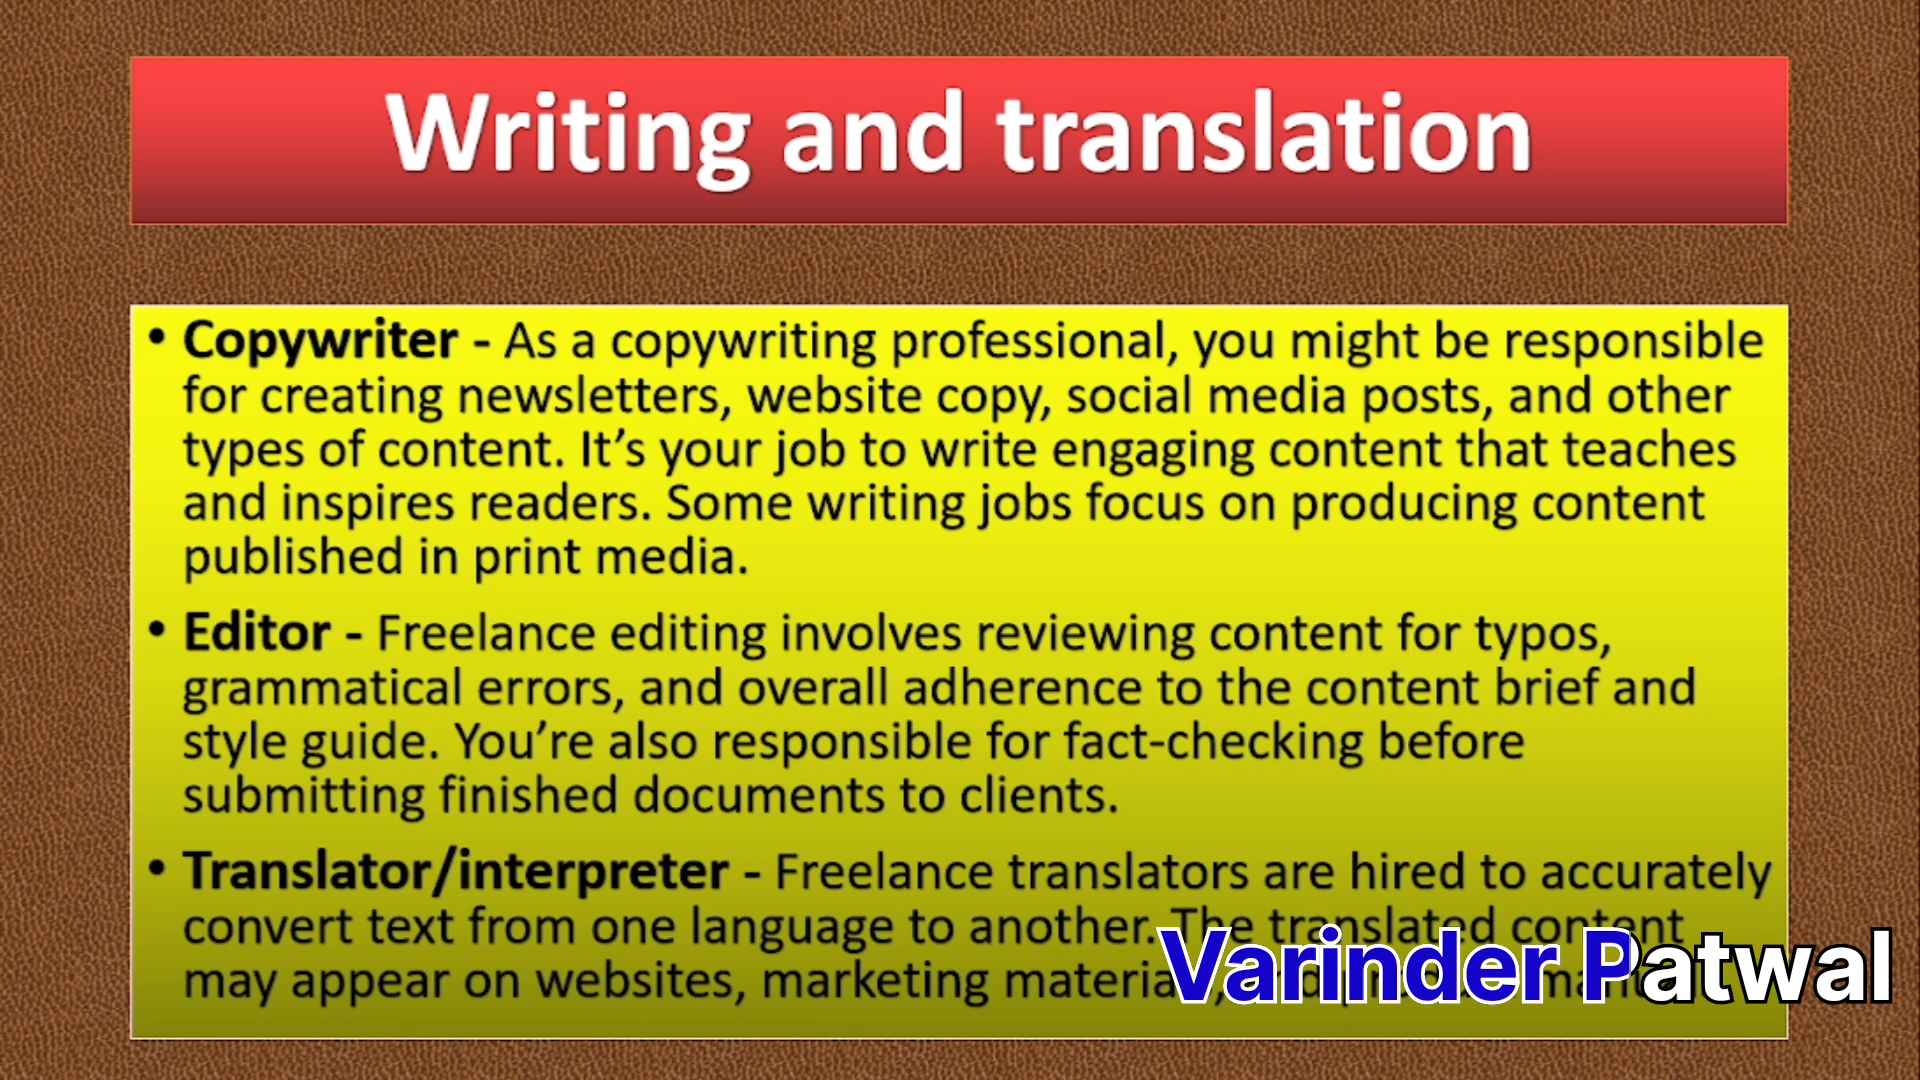 Writing and translation
• Copywriter - As a copywriting professional, you might be responsible
for creating newsletters, website copy, social media posts, and other
types of content. It’s your job to write engaging content that teaches
and inspires readers. Some writing jobs focus on producing content
published in print media.
• Editor - Freelance editing involves reviewing content for typos,
grammatical errors, and overall adherence to the content brief and
style guide. You’re also responsible for fact-checking before
submitting finished documents to clients.
• Translator/interpreter - Freelance translators are hired to accurately
convert text from one language to another. The translated content
may appear on websites, marketing
Varinder Patwal